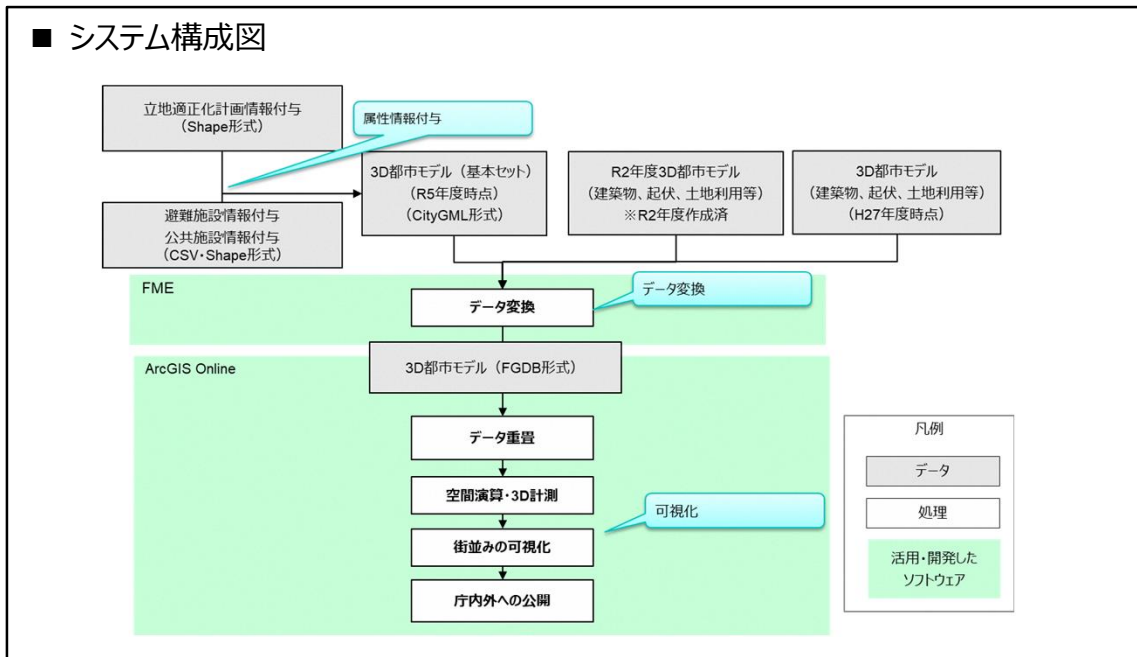 ■ システム構成図
立地適正化計画情報付与
（Shape形式）
属性情報付与
避難施設情報付与
公共施設情報付与
（CSV・Shape形式）
3D都市モデル（基本セット）
（R5年度時点）
（CityGML形式）
R2年度3D都市モデル
（建築物、起伏、土地利用等）
※R2年度作成済
3D都市モデル
（建築物、起伏、土地利用等）
（H27年度時点）
FME
データ変換
データ変換
ArcGIS Online
3D都市モデル（FGDB形式）
データ重畳
空間演算・3D計測
街並みの可視化
可視化
庁内外への公開
凡例
データ
処理
活用・開発した
ソフトウェア